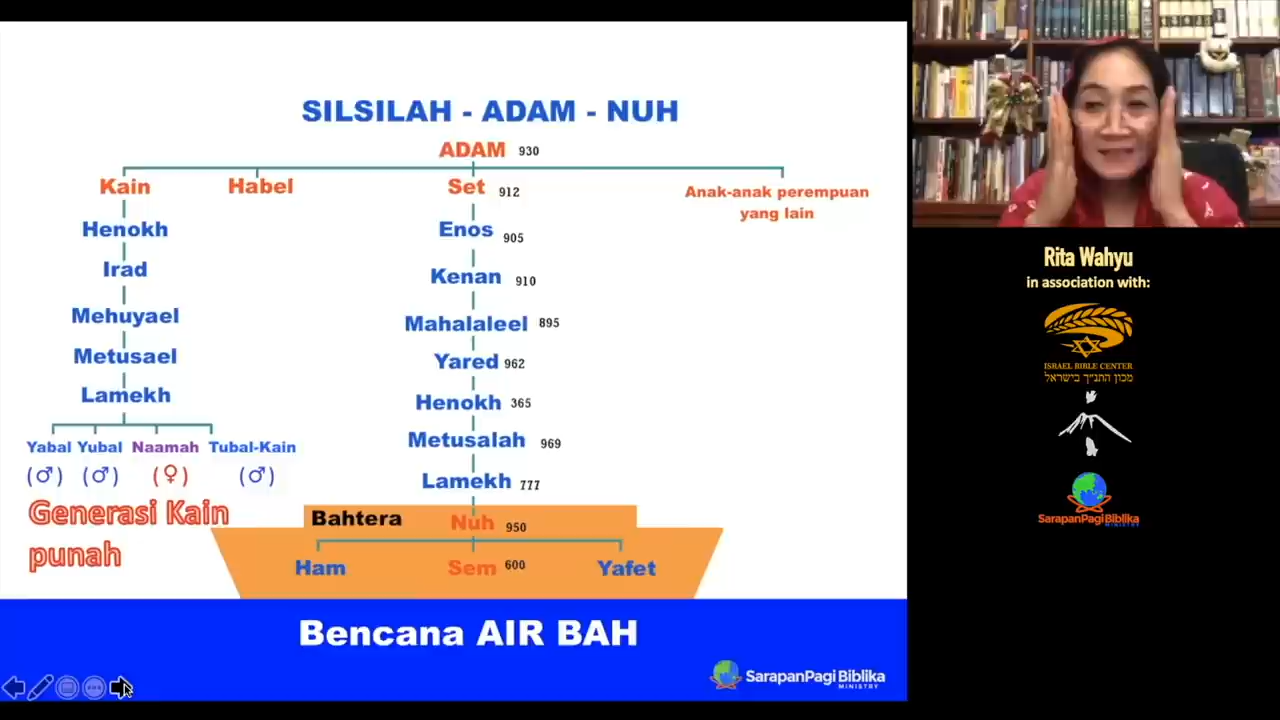 SILSILAH - ADAM - NUH
ADAM 930
Kain Habel Set 912 Anak-anak perempuan
yang lain
Henokh Enos 905
Irad Kenan 910
Mehuyael Mahalaleel 895
Metusael Yared 962
Lamekh Henokh 365
Yabal Yubal Naamah Tubal-Kain Metusalah 969
(♂) (♂) (♀) (♂) Lamekh 777
Generasi Kain
punah
Bahtera Nuh 950
Ham Sem 600 Yafet
Bencana AIR BAH
SarapanPagi Biblika
MINISTRY
Rita Wahyu
in association with:
ISRAEL BIBLE CENTER
מכון התנ"ך בישראל
SarapanPagi Biblika
MINISTRY